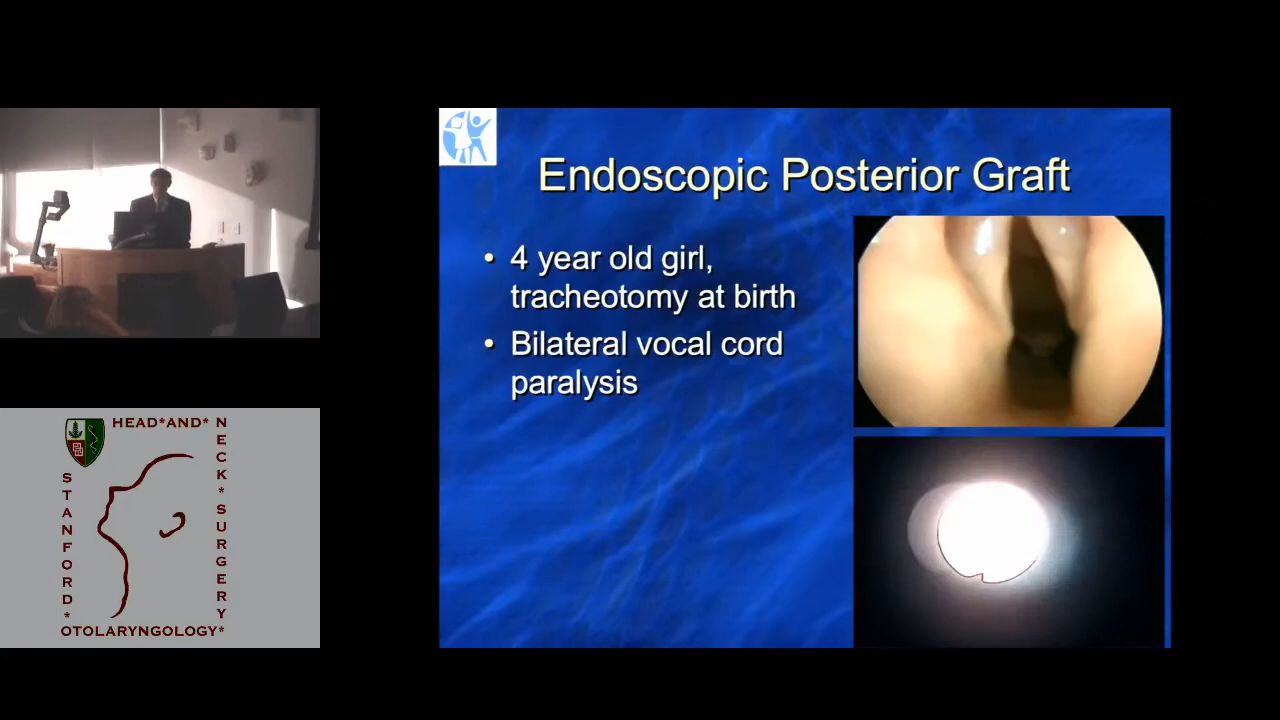 Endoscopic Posterior Graft
• 4 year old girl,
tracheotomy at birth
• Bilateral vocal cord
paralysis
HEAD*AND*
NECK*SURGERY
STANFORD*
OTOLARYNGOLOGY*